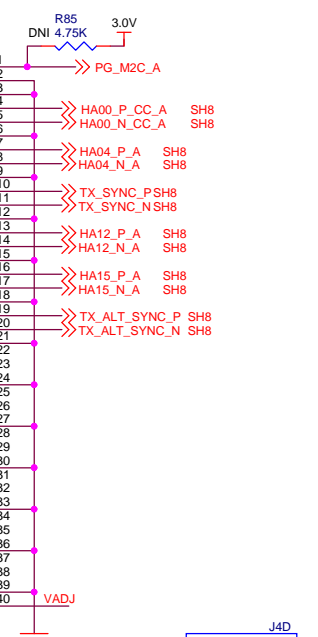 R85
3.0V
DNI 4.75K
1
PG_M2C_A
2
3
4 HA00_P_CC_A SH8
5 HA00_N_CC_A SH8
6
7 HA04_P_A SH8
8 HA04_N_A SH8
9
10 TX_SYNC_P SH8
11 TX_SYNC_N SH8
12
13 HA12_P_A SH8
14 HA12_N_A SH8
15
16 HA15_P_A SH8
17 HA15_N_A SH8
18
19 TX_ALT_SYNC_P SH8
20 TX_ALT_SYNC_N SH8
21
22
23
24
25
26
27
28
29
30
31
32
33
34
35
36
37
38
39
40 VADJ
J4D